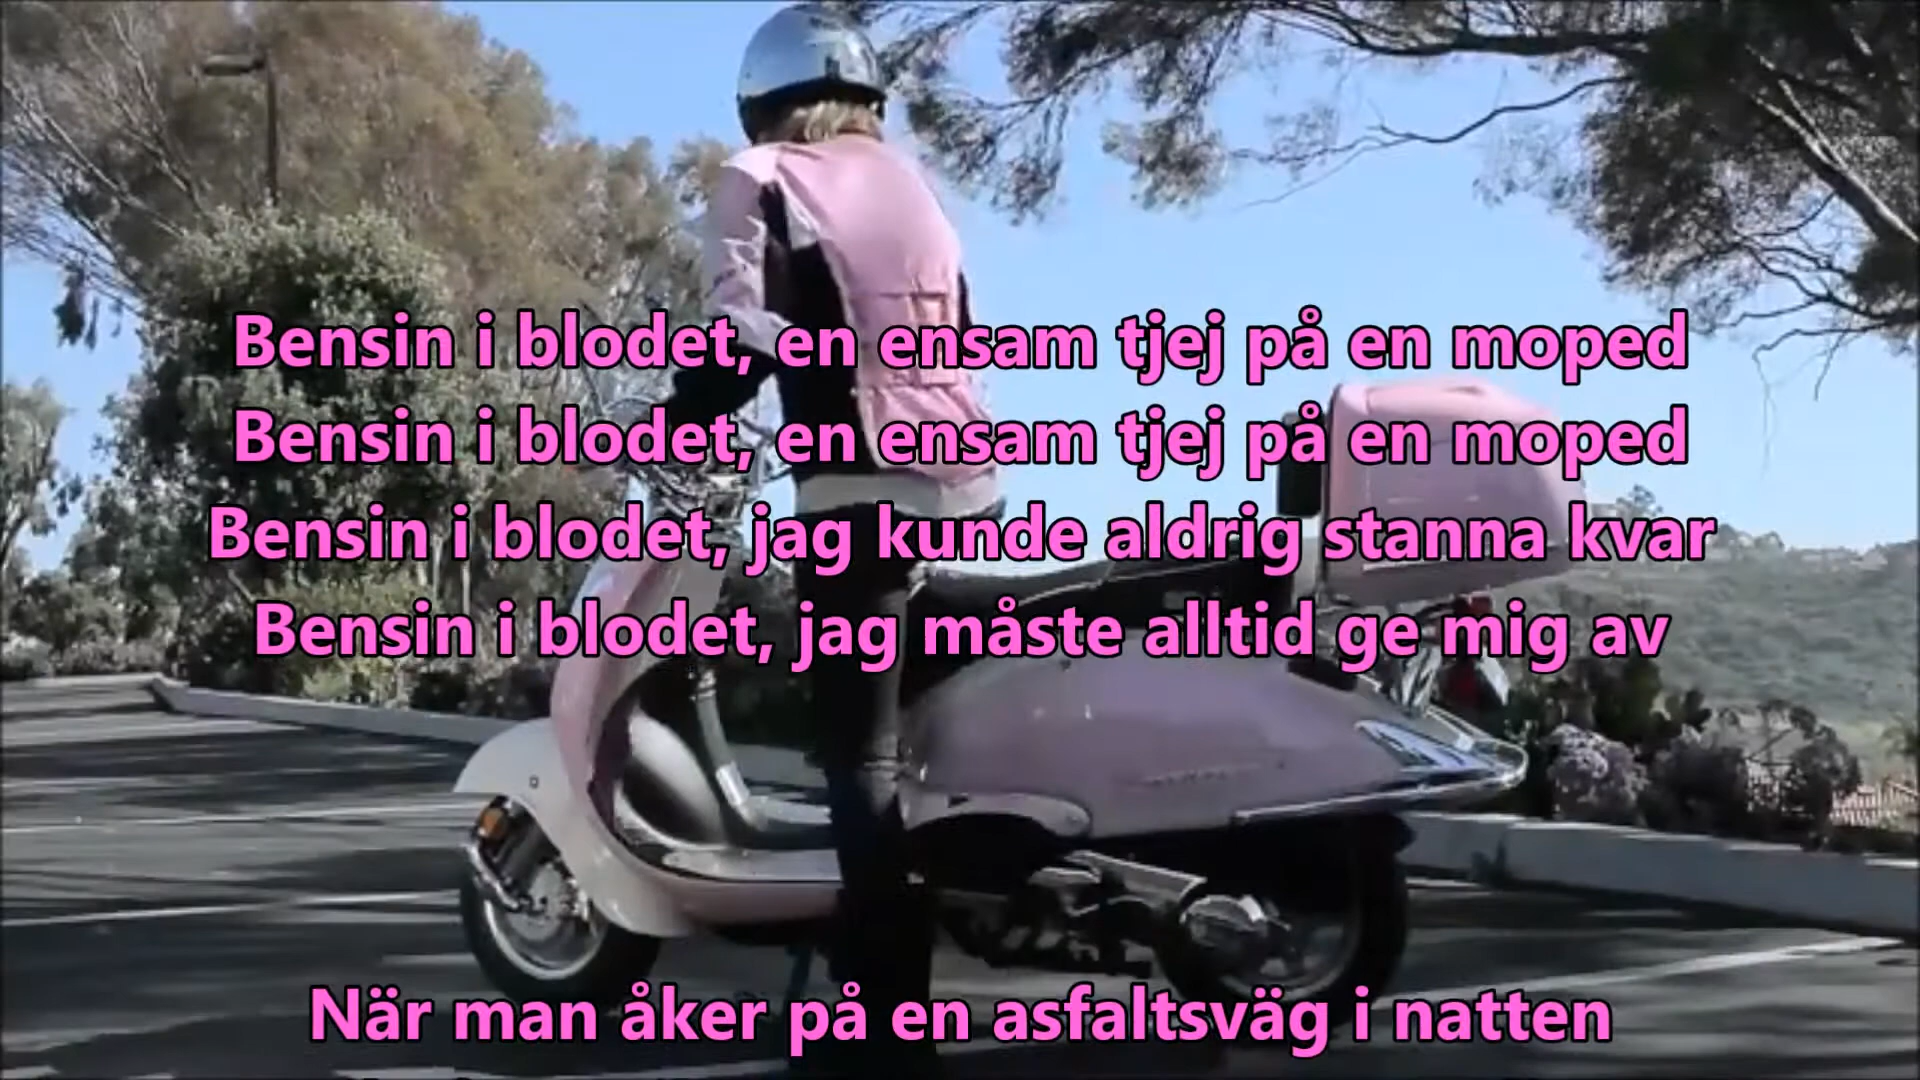 Bensin i blodet, en ensam tjej på en moped
Bensin i blodet, en ensam tjej på en moped
Bensin i blodet, jag kunde aldrig stanna kvar
Bensin i blodet, jag måste alltid ge mig av
När man åker på en asfaltsväg i natten